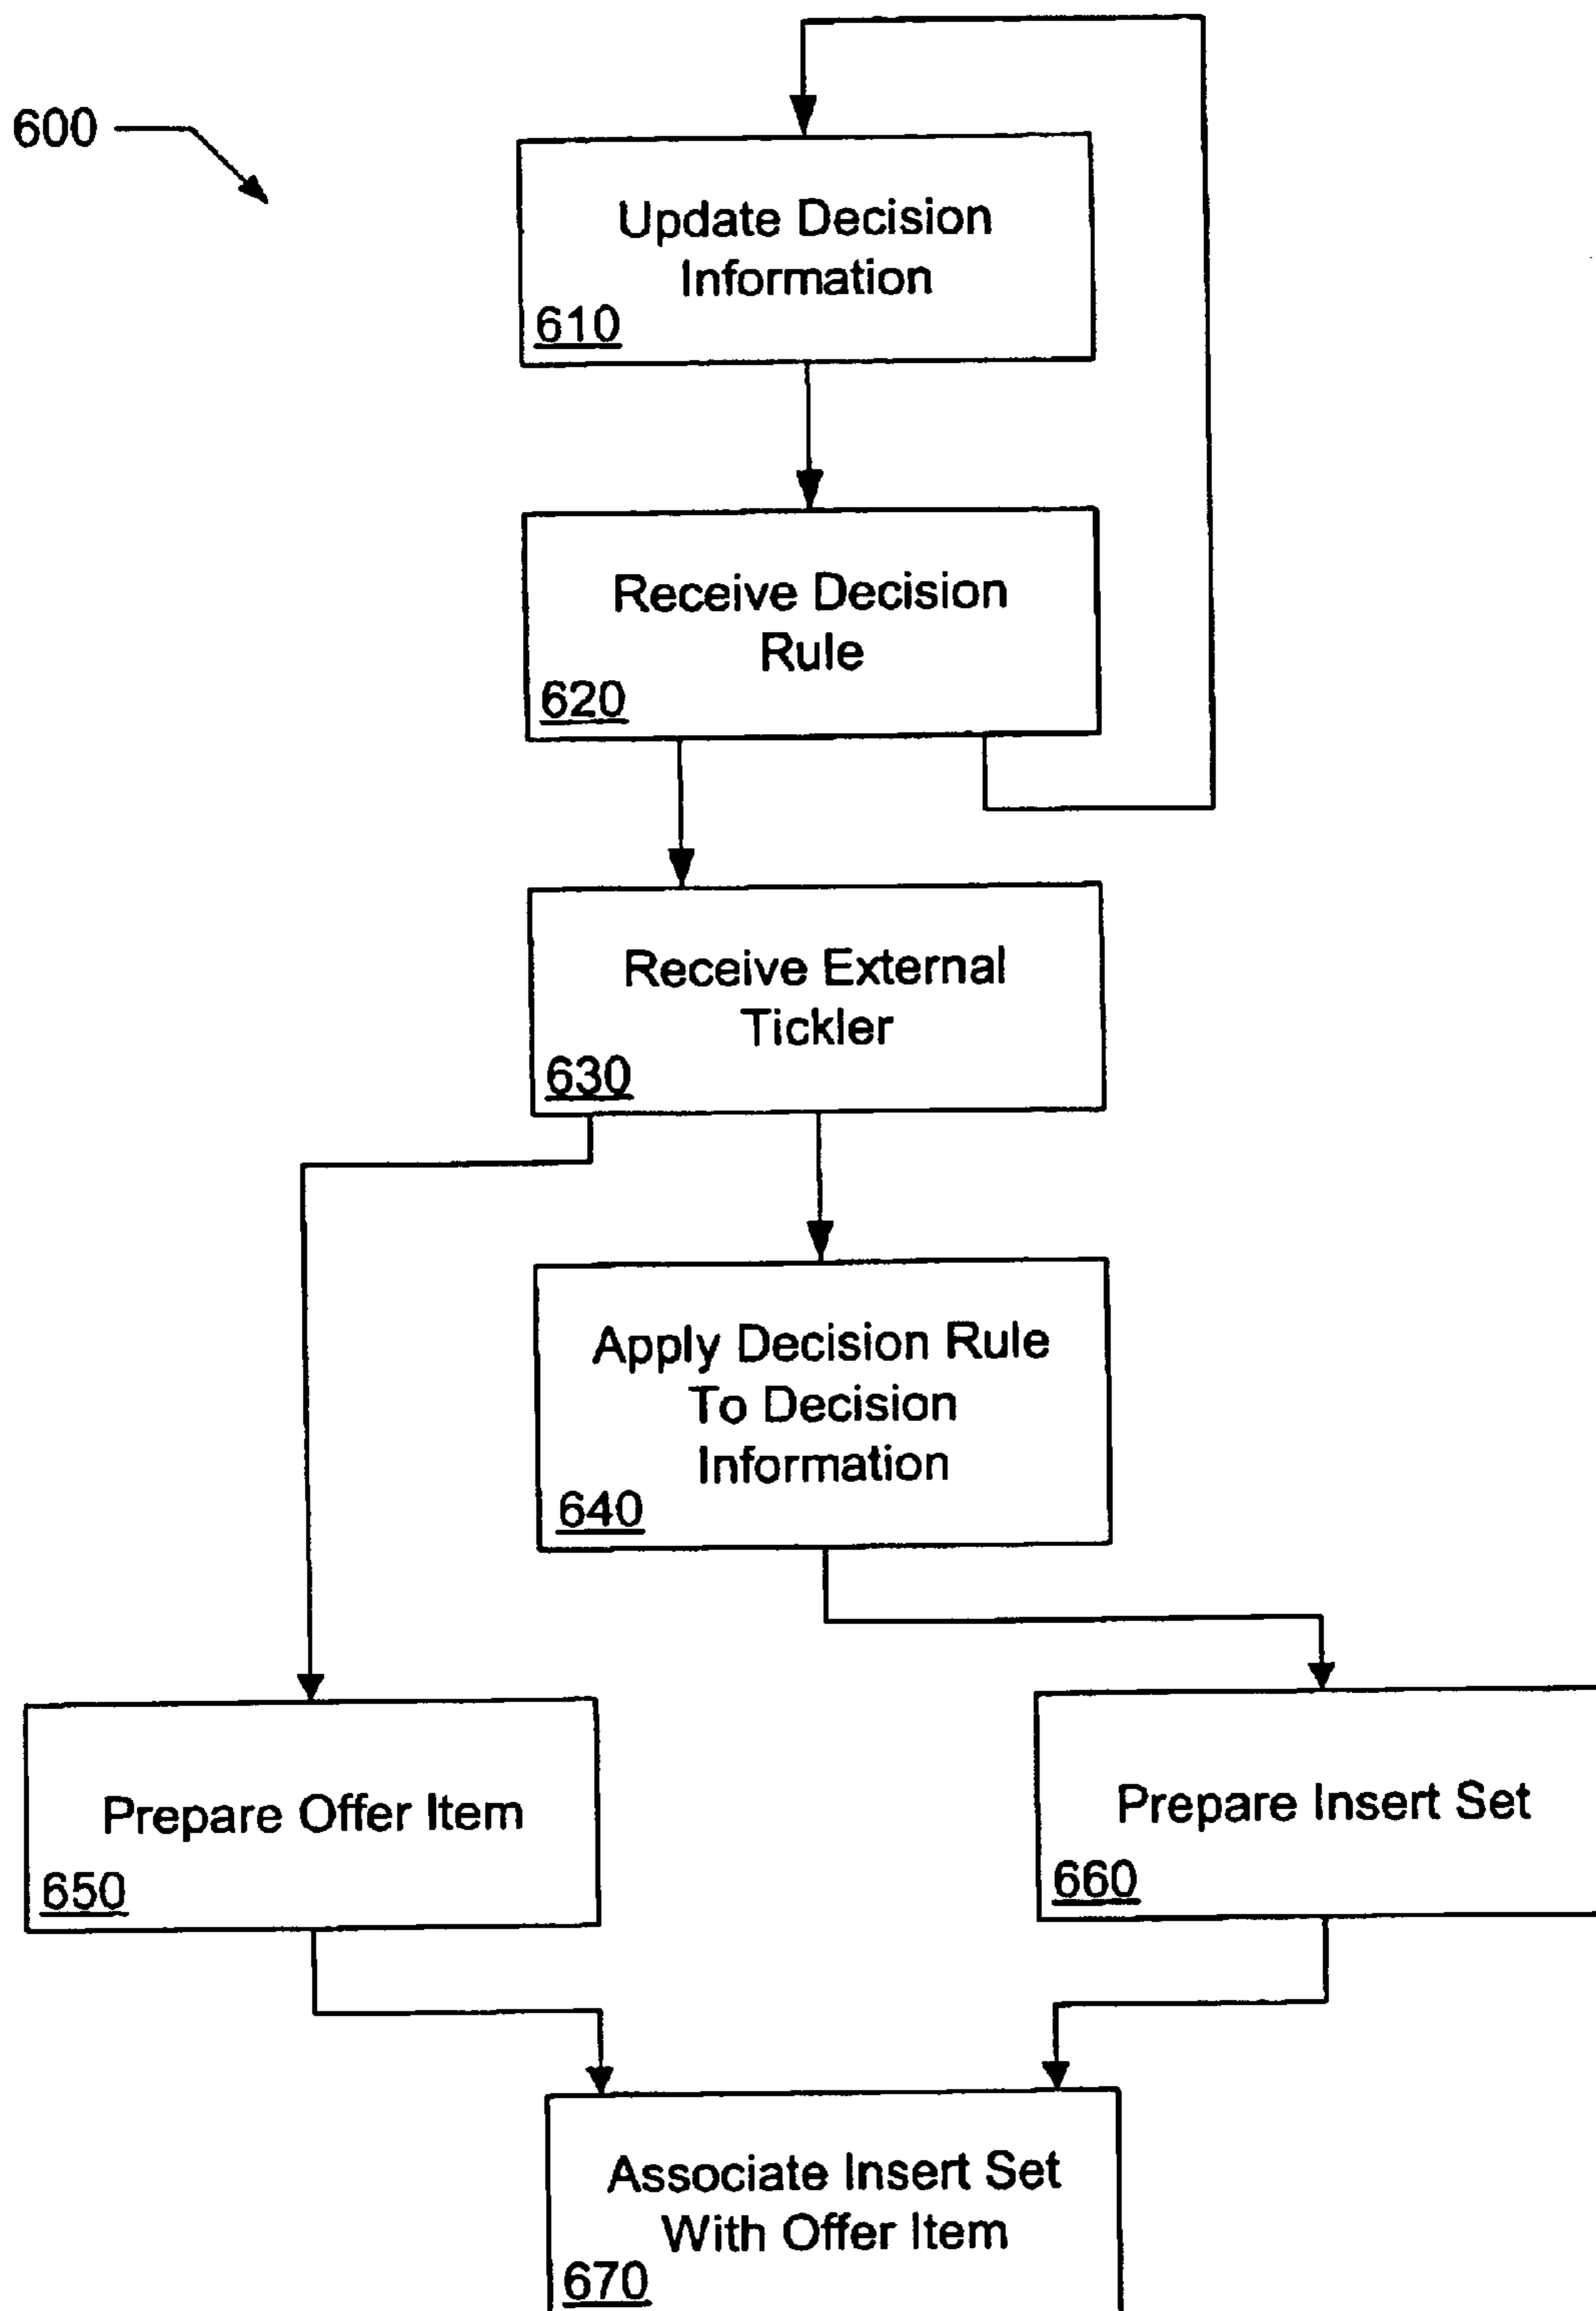 600
Update Decision
Information
610
Receive Decision
Rule
620
Receive External
Tickler
630
Apply Decision Rule
To Decision
Information
640
Prepare Offer Item
650
Prepare Insert Set
660
Associate Insert Set
With Offer Item
670